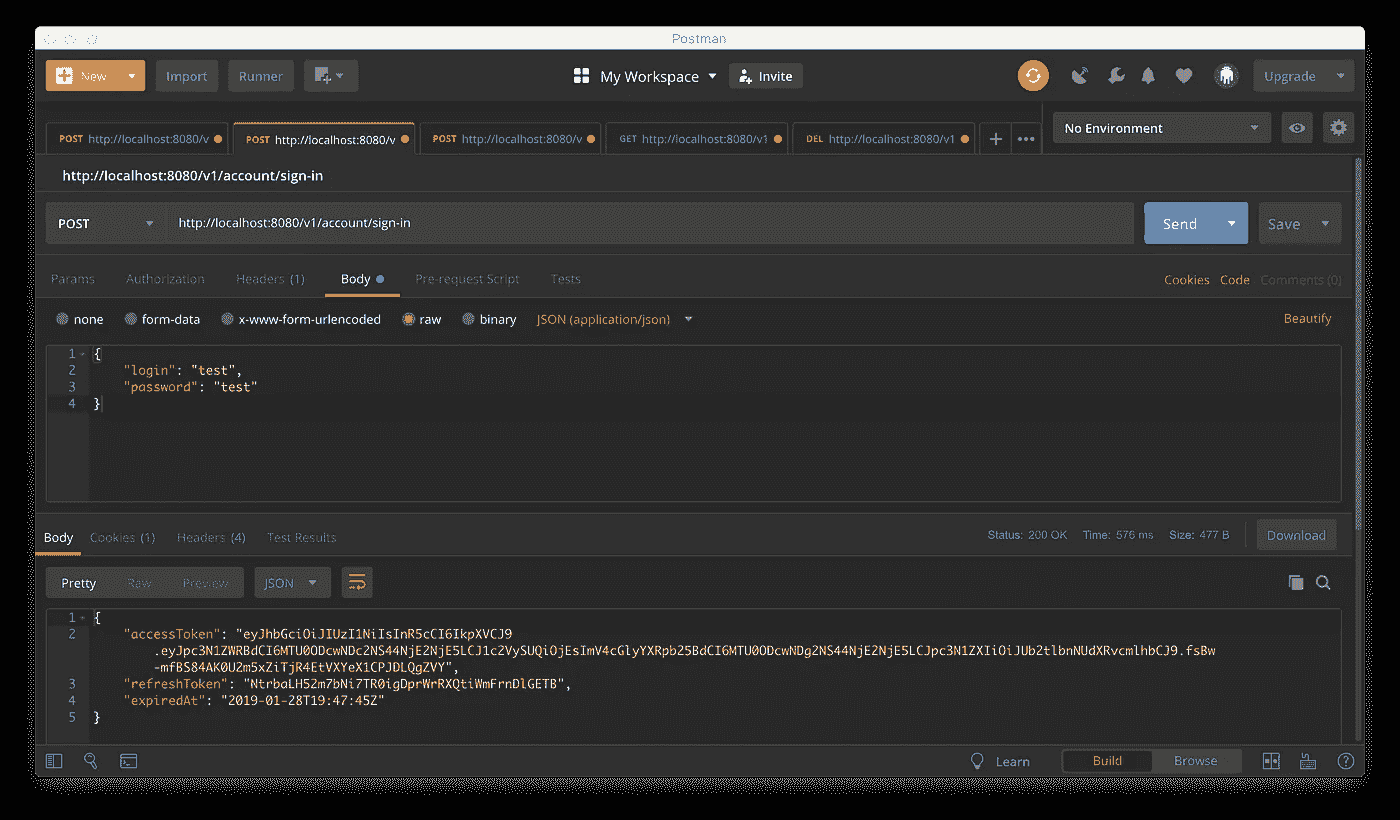 Postman
New Import Runner My Workspace Invite Upgrade
POST http://localhost:8080/v POST http://localhost:8080/v POST http://localhost:8080/v GET http://localhost:8080/v1 DEL http://localhost:8080/v1 No Environment
http://localhost:8080/v1/account/sign-in
POST http://localhost:8080/v1/account/sign-in Send Save
Params Authorization Headers (1) Body Pre-request Script Tests Cookies Code Comments (0)
none form-data x-www-form-urlencoded raw binary JSON (application/json) Beautify
1 {
2 "login": "test",
3 "password": "test"
4 }
Body Cookies (1) Headers (4) Test Results Status: 200 OK Time: 576 ms Size: 477 B Download
Pretty Raw Preview JSON
1 {
2 "accessToken": "eyJhbGciOiJIUzI1NiIsInR5cCI6IkpXVCJ9
.eyJpc3N1ZWRBdCI6MTU0ODcwNDc2NS44NjE2NjE5LCJ1c2VySUQiOjEsImV4cGlyYXRpb25BdCI6MTU0ODcwNDg2NS44NjE2NjE5LCJpc3N1ZXIiOiJUb2tlbnNUdXRvcmlhbCJ9.fsBw
-mfBS84AK0U2m5xZiTjR4EtVXYeX1CPJDLQgZVY",
3 "refreshToken": "NtrbaLH52m7bNi7TR0igDprWrRXQtiWmFrnDlGETB",
4 "expiredAt": "2019-01-28T19:47:45Z"
5 }
Learn Build Browse